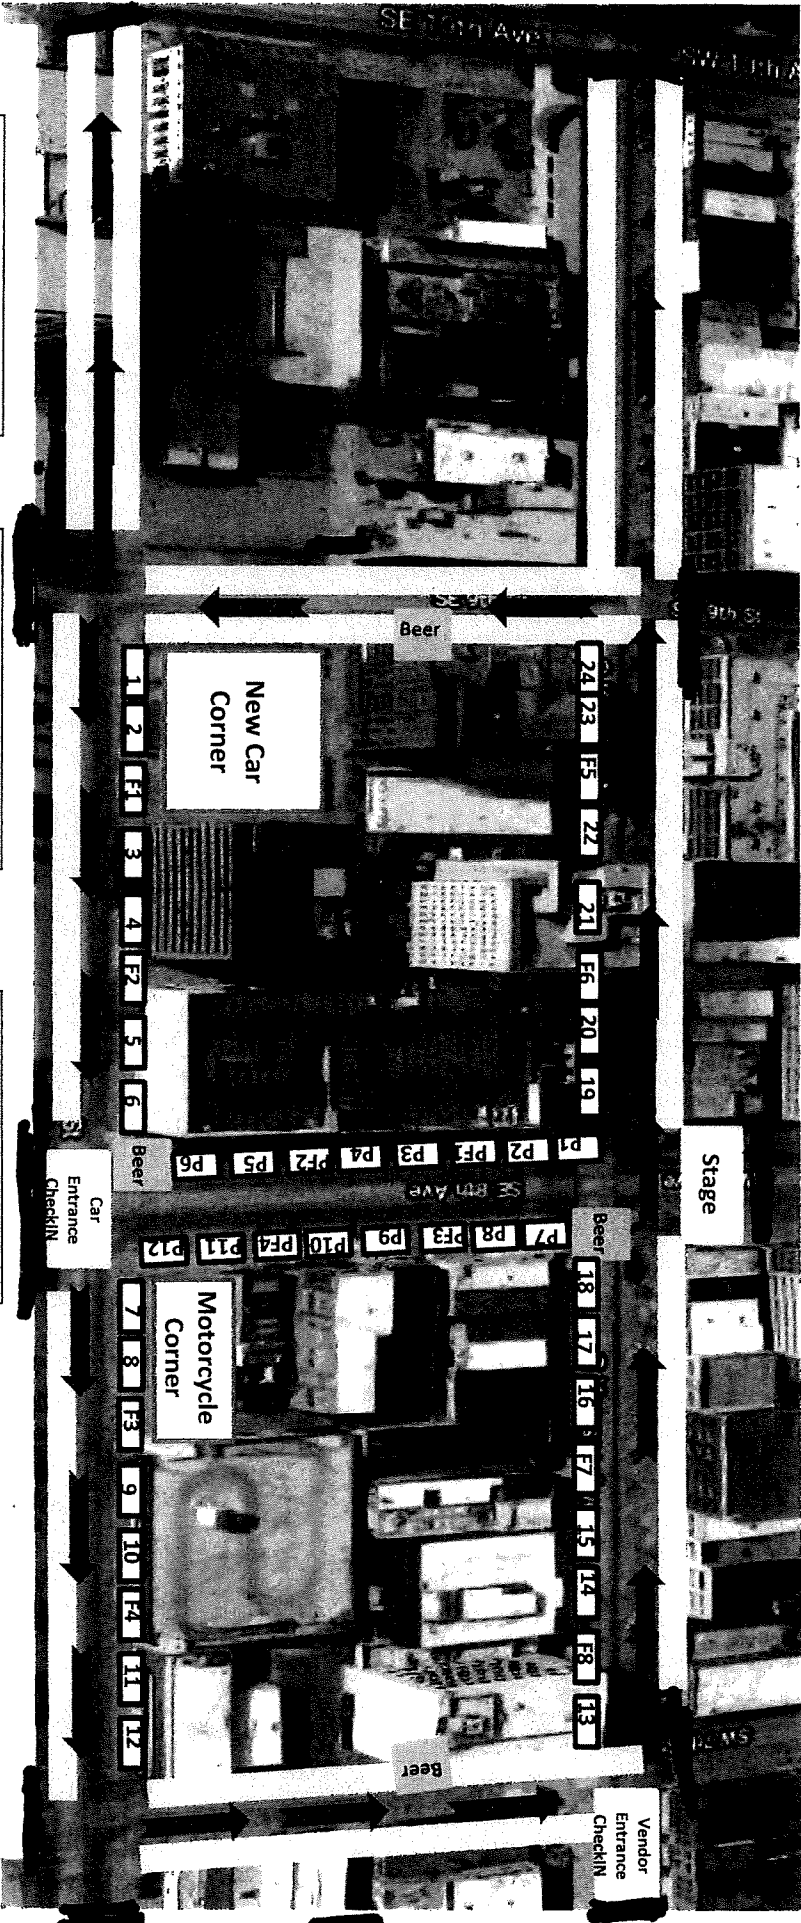 SE 10th Ave
SE 9th
9th St
Beer
1
2
F1
3
4
F2
5
6
New Car
Corner
24
23
F5
22
21
F6
20
19
Stage
Beer
P6
P5
PF2
P4
P3
PF1
P2
P1
SE 8th Ave
Car
Entrance
CheckIN
P12
P11
PF4
P10
P9
PF3
P8
P7
Beer
7
8
F3
9
10
F4
11
12
Motorcycle
Corner
18
17
16
F7
15
14
F8
13
Beer
Vendor
Entrance
CheckIN